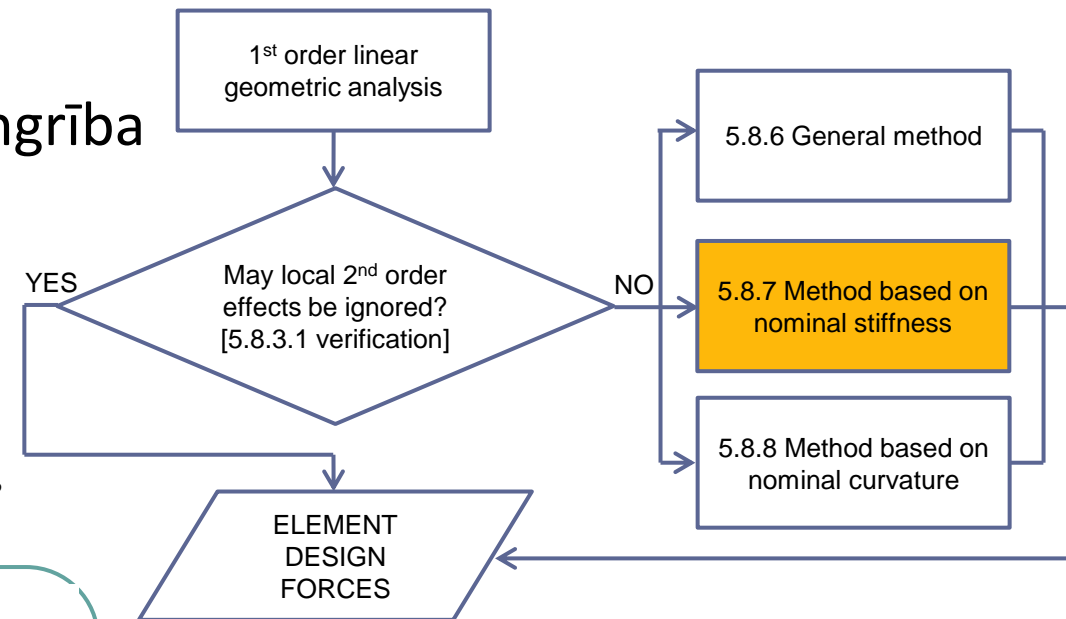 1st order linear
geometric analysis
5.8.6 General method
YES
May local 2nd order
effects be ignored?
[5.8.3.1 verification]
NO
5.8.7 Method based on
nominal stiffness
5.8.8 Method based on
nominal curvature
ELEMENT
DESIGN
FORCES